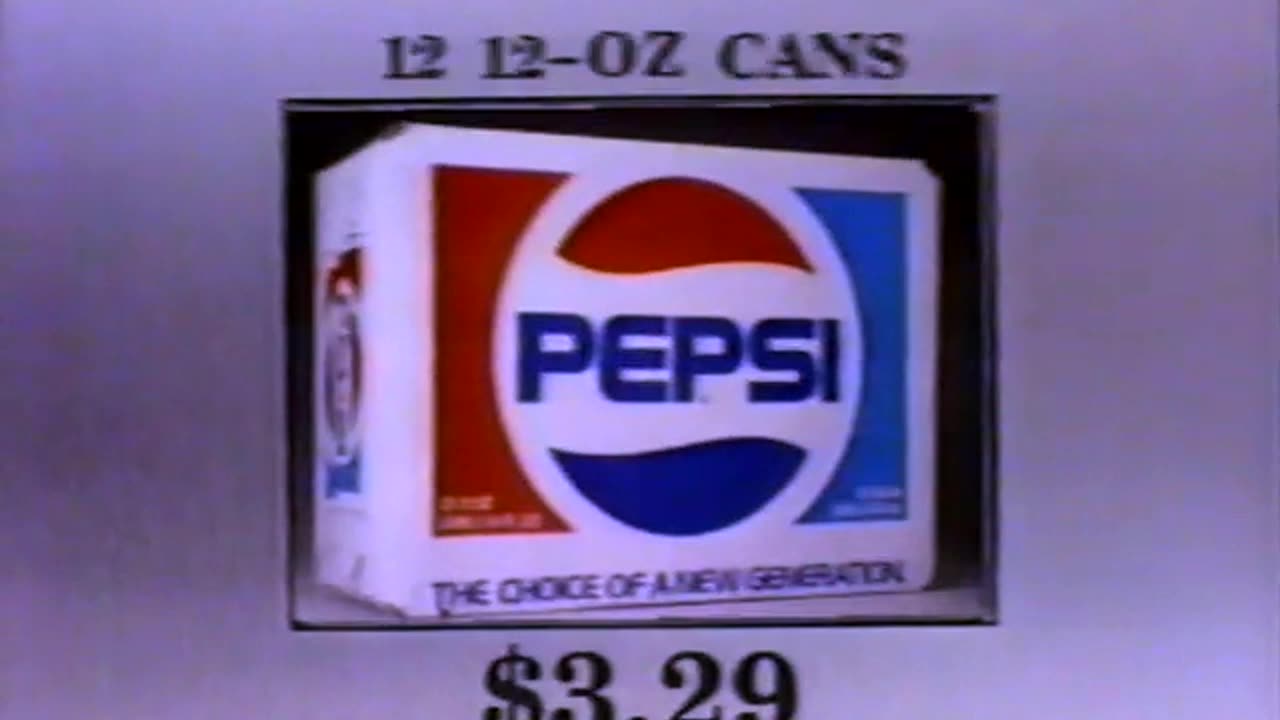 12 12-OZ CANS
PEPSI
THE CHOICE OF A NEW GENERATION
$3.29